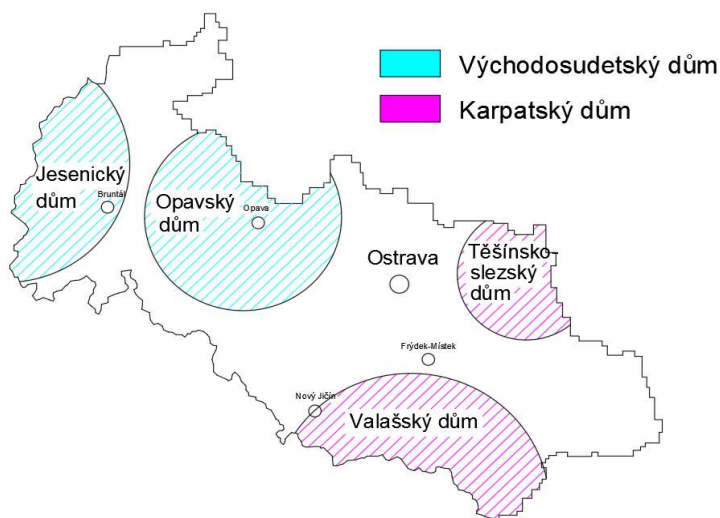 Východosudetský dům
Karpatský dům
Jesenický
dům
Bruntál
Opavský
dům
Opava
Ostrava
Těšínsko-
slezský
dům
Frýdek-Místek
Nový Jičín
Valašský dům